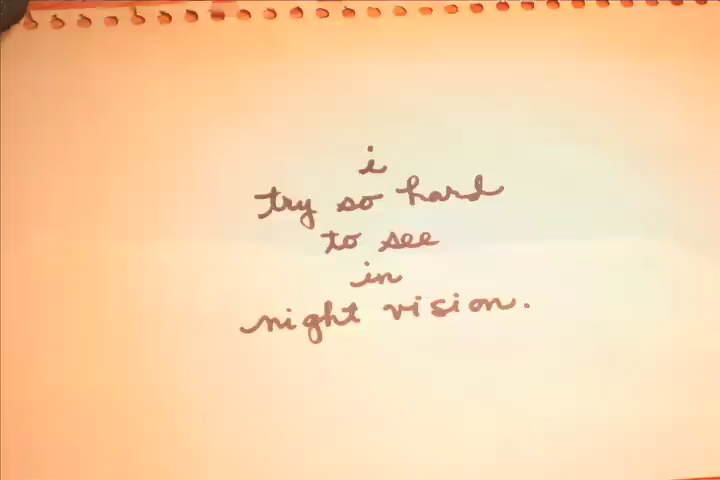 i
try so hard
to see
in
night vision.